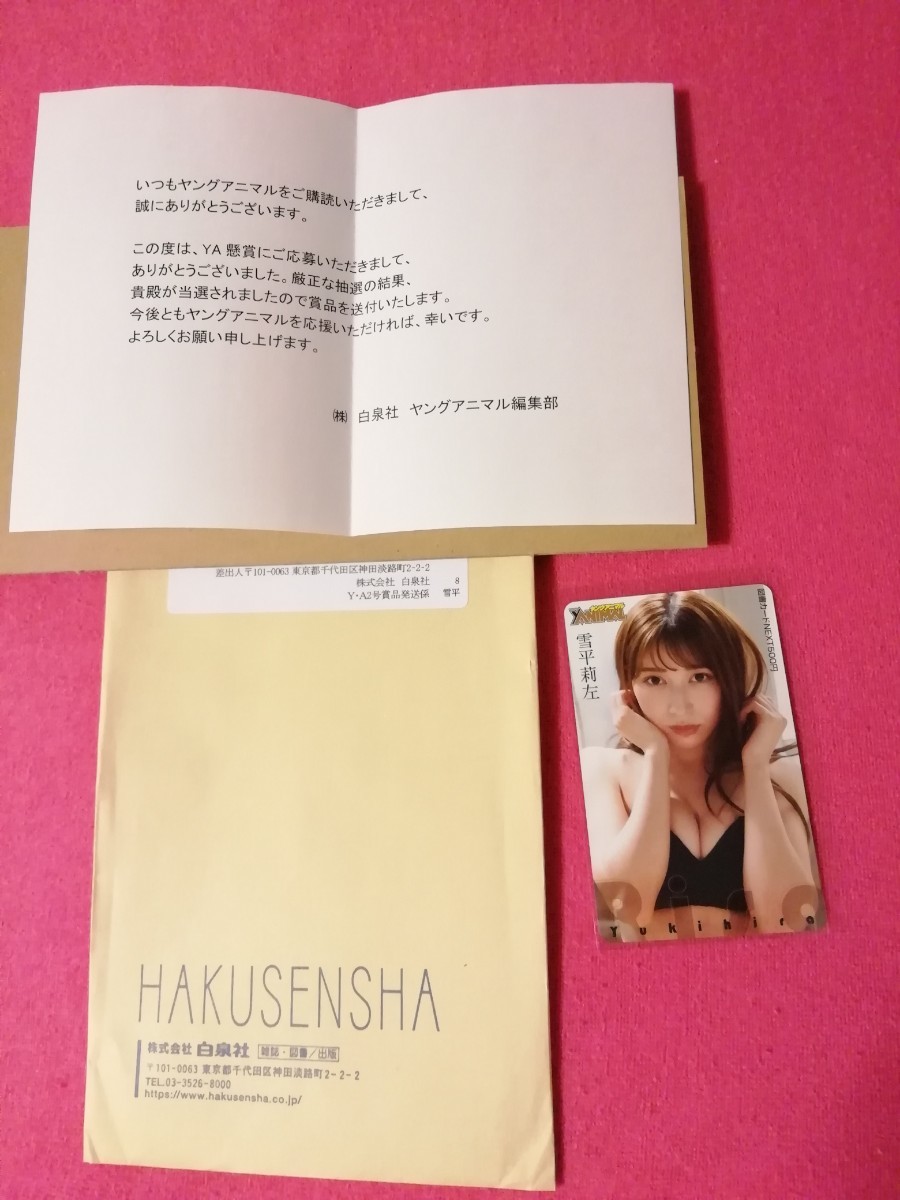 いつもヤングアニマルをご購読いただきまして、
誠にありがとうございます。
この度は、YA懸賞にご応募いただきまして、
ありがとうございました。厳正な抽選の結果、
貴殿が当選されましたので賞品を送付いたします。
今後ともヤングアニマルを応援いただければ、幸いです。
よろしくお願い申し上げます。
㈱ 白泉社 ヤングアニマル編集部
差出人〒101-0063 東京都千代田区神田淡路町2-2-2
株式会社 白泉社 8
Y・A2号賞品発送係 雪平
ヤングアニマル
YANIMAL
雪平莉左
図書カードNEXT500円
Risa
Yukihira
HAKUSENSHA
株式会社 白泉社 雑誌・図書/出版
〒101-0063 東京都千代田区神田淡路町2-2-2
TEL.03-3526-8000
https://www.hakusensha.co.jp/